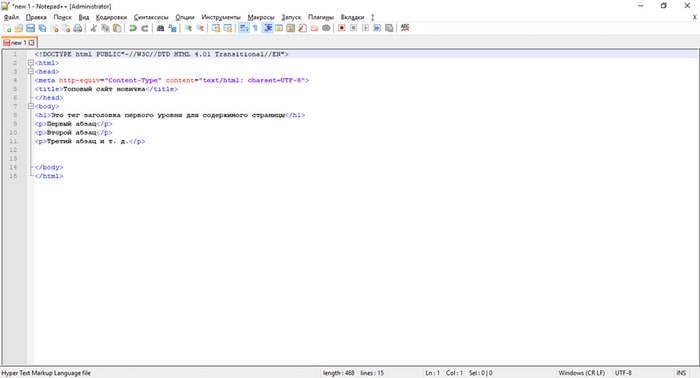 *new 1 - Notepad++ [Administrator]
Файл Правка Поиск Вид Кодировки Синтаксисы Опции Инструменты Макросы Запуск Плагины Вкладки ?
new 1
1 <!DOCTYPE html PUBLIC"-//W3C//DTD HTML 4.01 Transitional//EN">
2 <html>
3 <head>
4 <meta http-equiv="Content-Type" content="text/html; charset=UTF-8">
5 <title>Топовый сайт новичка</title>
6 </head>
7 <body>
8 <h1>Это тег заголовка первого уровня для содержимого страницы</h1>
9 <p>Первый абзац</p>
10 <p>Второй абзац</p>
11 <p>Третий абзац и т. д.</p>
12
13
14 </body>
15 </html>
Hyper Text Markup Language file length : 468 lines : 15 Ln : 1 Col : 1 Sel : 0 | 0 Windows (CR LF) UTF-8 INS